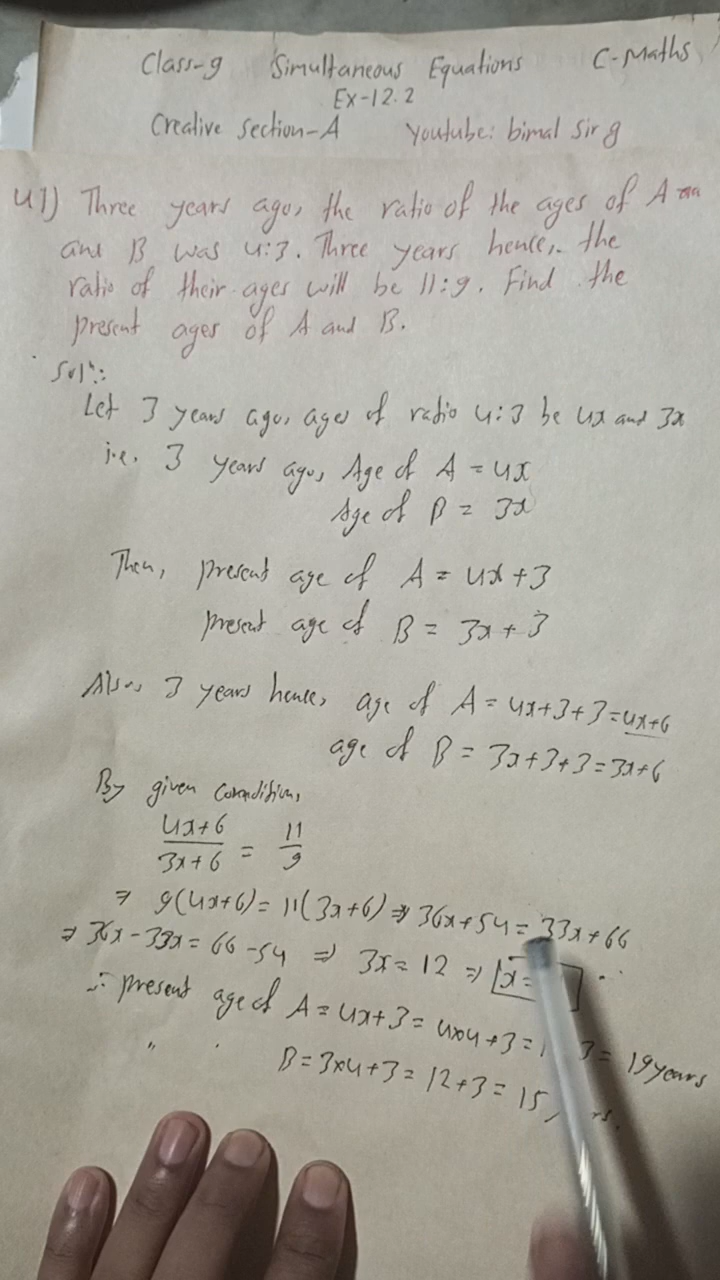 Class-9 Simultaneous Equations C-Maths
Ex-12.2
Creative Section-A Youtube: bimal Sir g
41) Three years ago, the ratio of the ages of A
and B was 4:3. Three years hence, the
ratio of their ages will be 11:9. Find the
present ages of A and B.
Solⁿ:
Let 3 years ago, ages of ratio 4:3 be 4x and 3x
i.e. 3 years ago, Age of A = 4x
Age of B = 3x
Then, present age of A = 4x+3
present age of B = 3x+3
Also, 3 years hence, age of A = 4x+3+3=4x+6
age of B = 3x+3+3=3x+6
By given condition,
4x+6/3x+6 = 11/9
⇒ 9(4x+6)=11(3x+6) ⇒ 36x+54=33x+66
⇒ 36x-33x=66-54 ⇒ 3x=12 ⇒ x=
∴ present age of A = 4x+3 = 4×4+3 = 3 = 19years
" B = 3×4+3 = 12+3 = 15